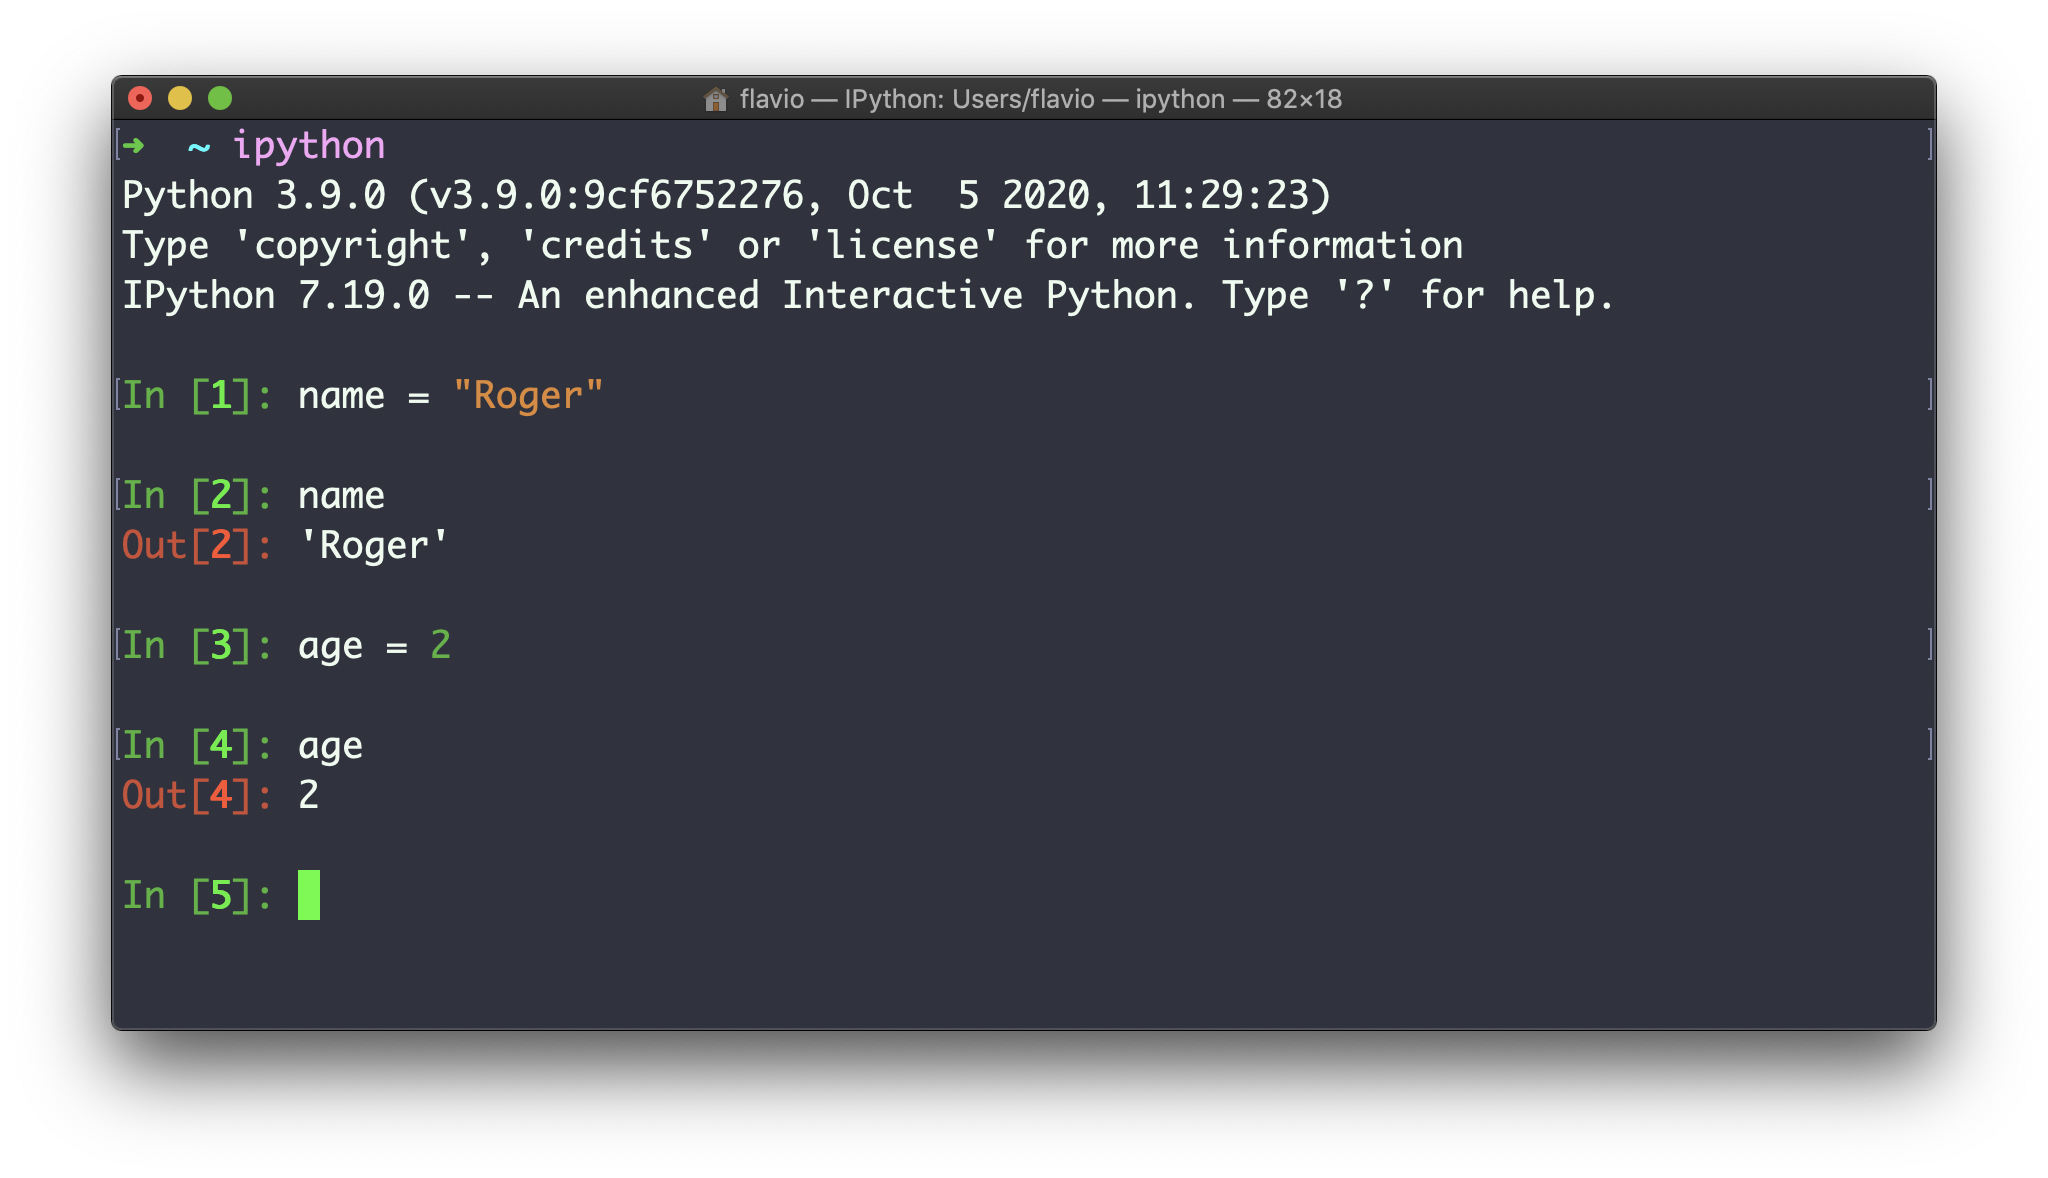 flavio — IPython: Users/flavio — ipython — 82×18
➜  ~ ipython
Python 3.9.0 (v3.9.0:9cf6752276, Oct  5 2020, 11:29:23)
Type 'copyright', 'credits' or 'license' for more information
IPython 7.19.0 -- An enhanced Interactive Python. Type '?' for help.
In [1]: name = "Roger"
In [2]: name
Out[2]: 'Roger'
In [3]: age = 2
In [4]: age
Out[4]: 2
In [5]: